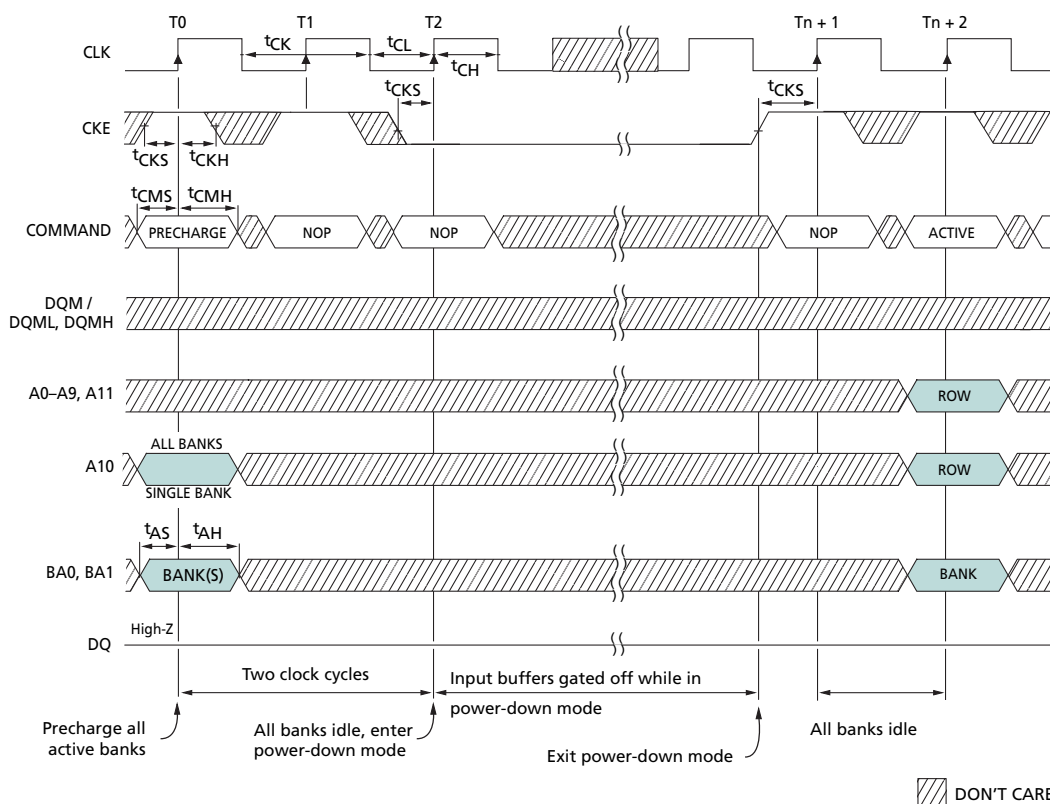 T0 T1 T2 Tn + 1 Tn + 2
CLK
tCK tCL
tCH
tCKS tCKS
CKE
tCKS tCKH
tCMS tCMH
COMMAND PRECHARGE NOP NOP NOP ACTIVE
DQM /
DQML, DQMH
A0–A9, A11 ROW
ALL BANKS
A10 ROW
SINGLE BANK
tAS tAH
BA0, BA1 BANK(S) BANK
High-Z
DQ
Two clock cycles
Input buffers gated off while in
power-down mode
Precharge all
active banks
All banks idle, enter
power-down mode
Exit power-down mode
All banks idle
DON'T CARE